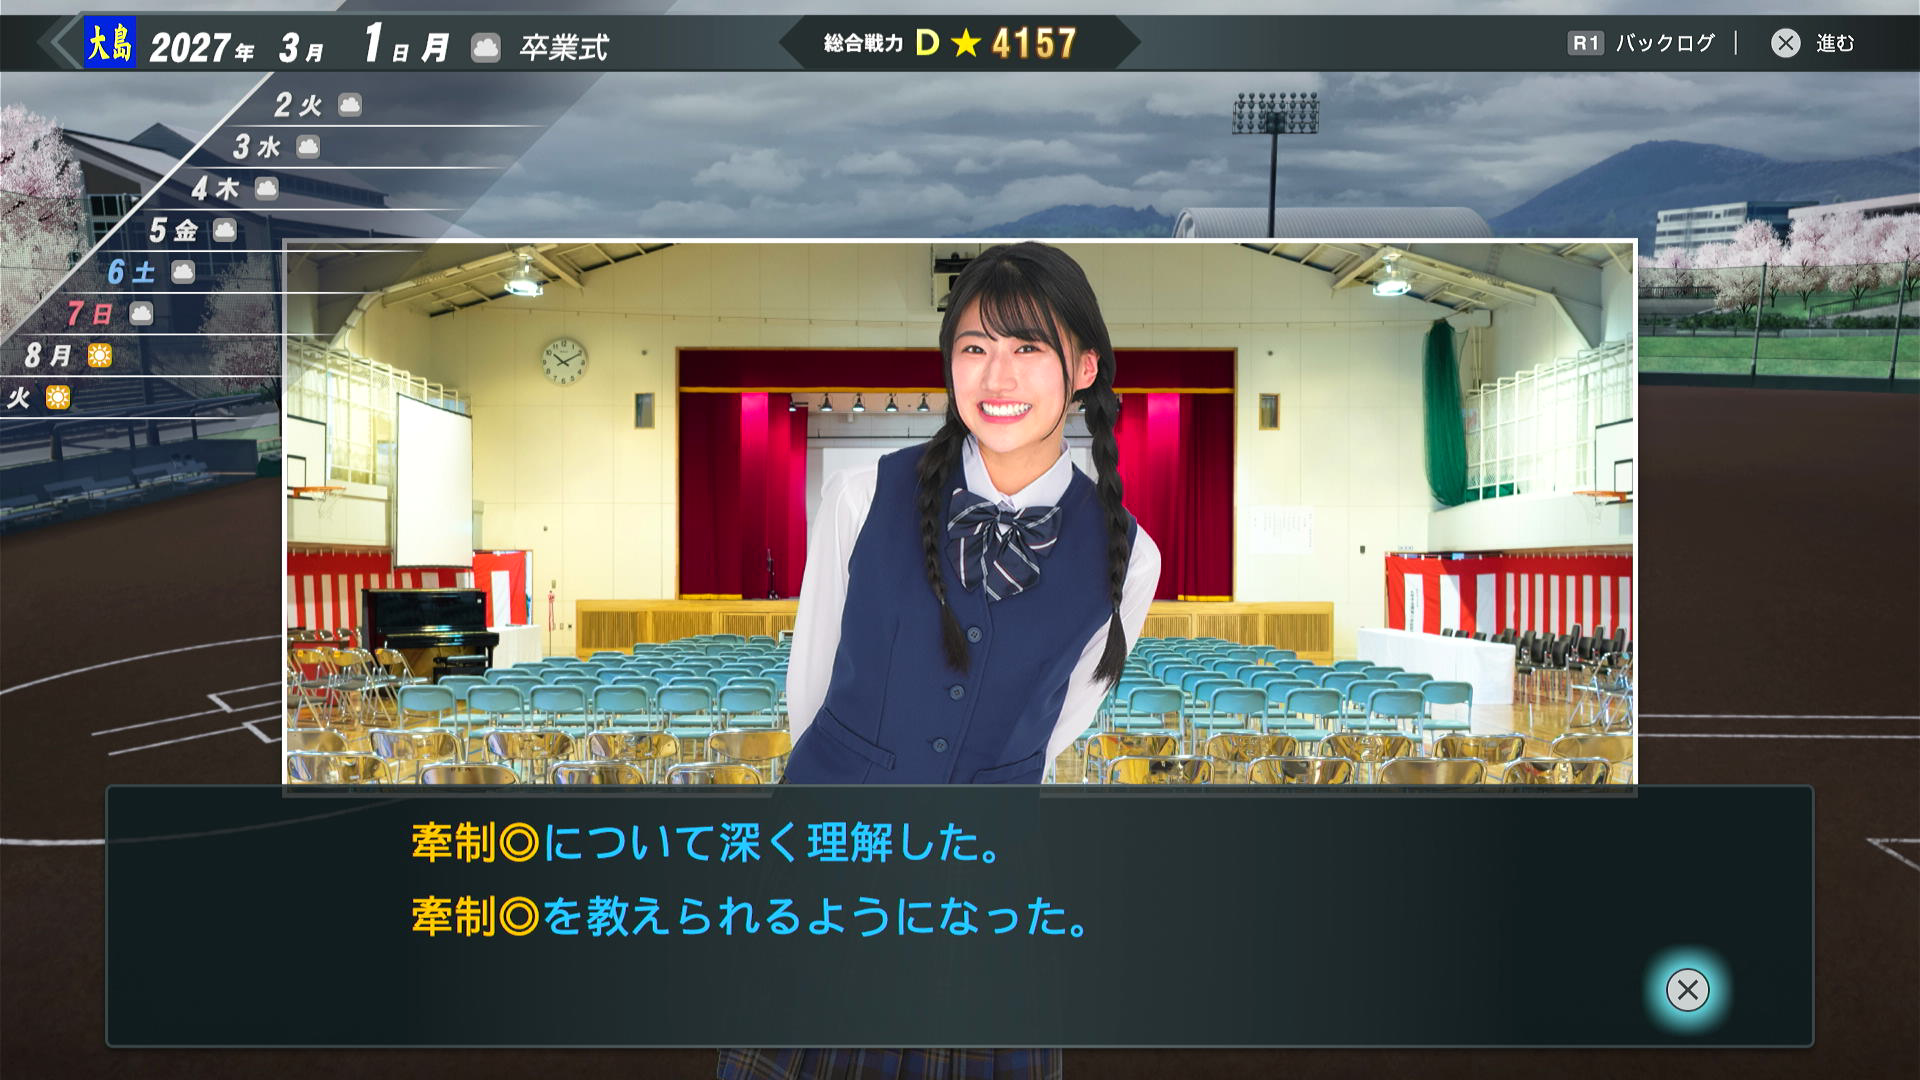 大島 2027年 3月 1日 月 卒業式
総合戦力 D ★ 4157
R1 バックログ | 進む
2 火
3 水
4 木
5 金
6 土
7 日
8 月
火
牽制◎について深く理解した。
牽制◎を教えられるようになった。